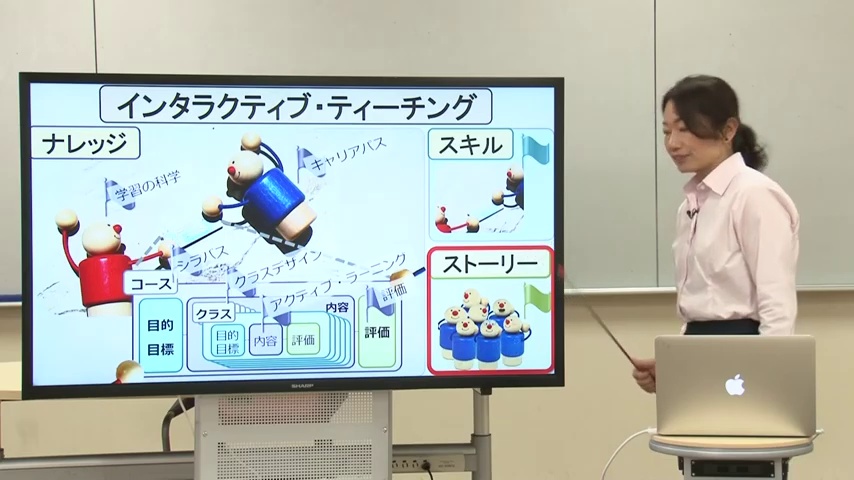 インタラクティブ・ティーチング
ナレッジ
スキル
学習の科学
キャリアパス
シラバス
クラスデザイン
アクティブ・ラーニング
評価
ストーリー
コース
目的
目標
クラス
内容
目的
目標
内容
評価
評価
SHARP